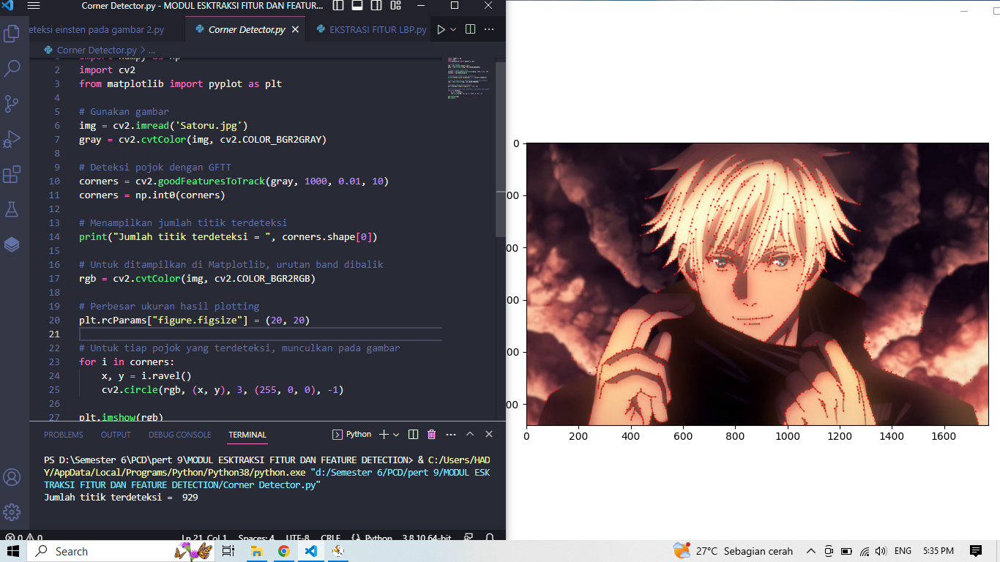 Corner Detector.py - MODUL ESKTRAKSI FITUR DAN FEATUR...
eteksi einsten pada gambar 2.py
Corner Detector.py
EKSTRASI FITUR LBP.py
Corner Detector.py > ...
1 import numpy as np
2 import cv2
3 from matplotlib import pyplot as plt
4
5 # Gunakan gambar
6 img = cv2.imread('Satoru.jpg')
7 gray = cv2.cvtColor(img, cv2.COLOR_BGR2GRAY)
8
9 # Deteksi pojok dengan GFTT
10 corners = cv2.goodFeaturesToTrack(gray, 1000, 0.01, 10)
11 corners = np.int0(corners)
12
13 # Menampilkan jumlah titik terdeteksi
14 print("Jumlah titik terdeteksi = ", corners.shape[0])
15
16 # Untuk ditampilkan di Matplotlib, urutan band dibalik
17 rgb = cv2.cvtColor(img, cv2.COLOR_BGR2RGB)
18
19 # Perbesar ukuran hasil plotting
20 plt.rcParams["figure.figsize"] = (20, 20)
21
22 # Untuk tiap pojok yang terdeteksi, munculkan pada gambar
23 for i in corners:
24 x, y = i.ravel()
25 cv2.circle(rgb, (x, y), 3, (255, 0, 0), -1)
26
27 plt.imshow(rgb)
PROBLEMS OUTPUT DEBUG CONSOLE TERMINAL Python
PS D:\Semester 6\PCD\pert 9\MODUL ESKTRAKSI FITUR DAN FEATURE DETECTION> & C:/Users/HAD
Y/AppData/Local/Programs/Python/Python38/python.exe "d:/Semester 6/PCD/pert 9/MODUL ESK
TRAKSI FITUR DAN FEATURE DETECTION/Corner Detector.py"
Jumlah titik terdeteksi =  929
0 0 Ln 21, Col 1 Spaces: 4 UTF-8 CRLF Python 3.8.10 64-bit
0
00
00
00
00
00
0 200 400 600 800 1000 1200 1400 1600
Search
27°C Sebagian cerah
ENG
5:35 PM